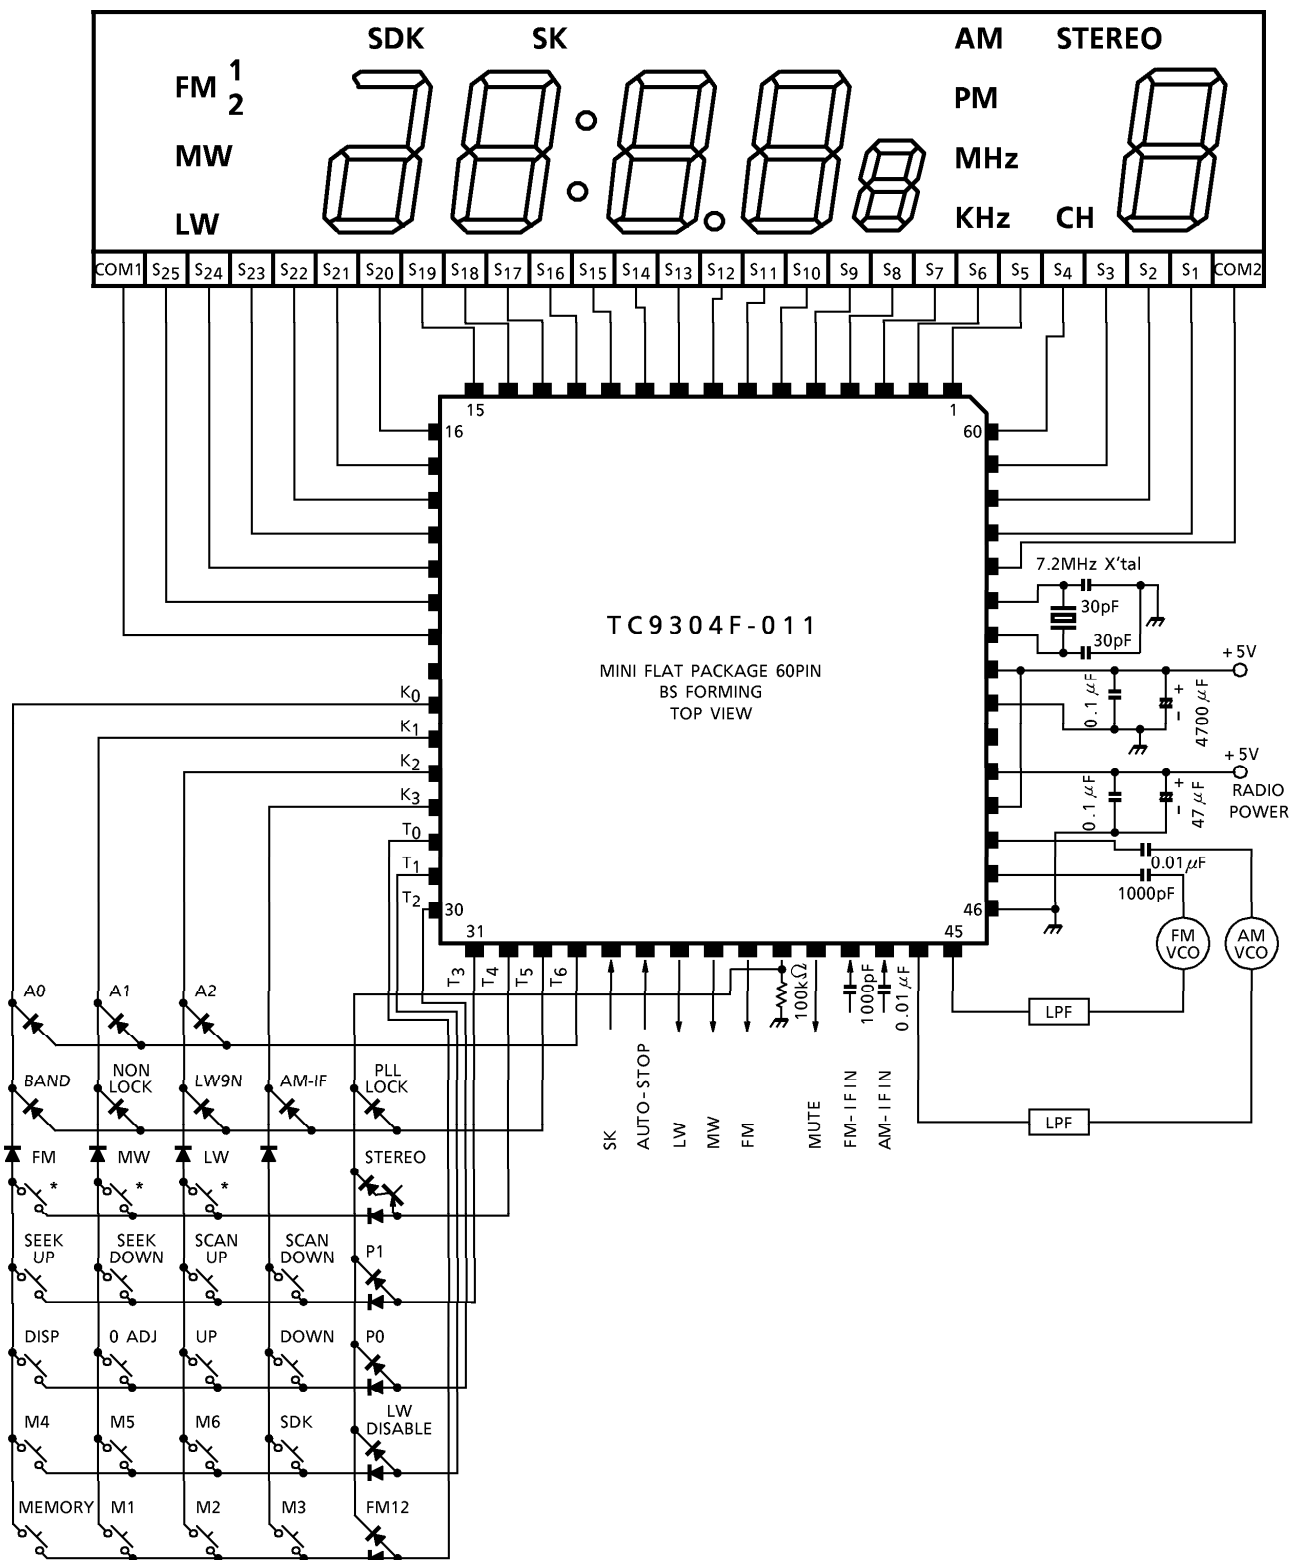 SDK SK AM STEREO
FM 1
2
PM
MW MHz
LW KHz CH
COM1 S25 S24 S23 S22 S21 S20 S19 S18 S17 S16 S15 S14 S13 S12 S11 S10 S9 S8 S7 S6 S5 S4 S3 S2 S1 COM2
15 1
16 60
7.2MHz X'tal
30pF
30pF
TC9304F-011
MINI FLAT PACKAGE 60PIN
BS FORMING
TOP VIEW
+5V
0.1μF
+
-
4700μF
K0
K1
K2
K3
T0
T1
T2
+5V
RADIO
POWER
0.1μF
+
-
47μF
0.01μF
1000pF
30 46
31 45
FM
VCO
AM
VCO
T3 T4 T5 T6
100kΩ
1000pF
0.01μF
LPF
LPF
SK
AUTO-STOP
LW
MW
FM
MUTE
FM-IFIN
AM-IFIN
A0 A1 A2
BAND NON
LOCK LW9N AM-IF PLL
LOCK
FM MW LW STEREO
* * *
SEEK
UP SEEK
DOWN SCAN
UP SCAN
DOWN P1
DISP 0 ADJ UP DOWN P0
M4 M5 M6 SDK LW
DISABLE
MEMORY M1 M2 M3 FM12